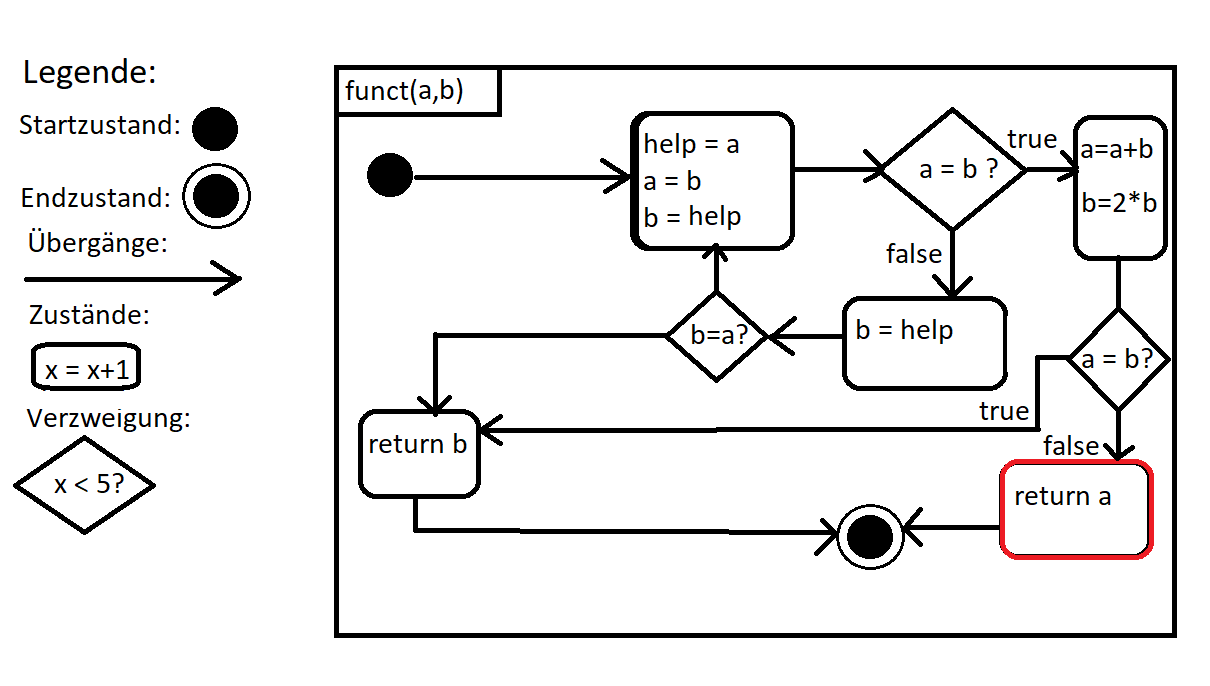 Legende:
Startzustand:
Endzustand:
Übergänge:
Zustände:
x = x+1
Verzweigung:
x < 5?
funct(a,b)
help = a
a = b
b = help
a = b ?
true
a=a+b
b=2*b
false
b = help
b=a?
a = b?
true
false
return b
return a